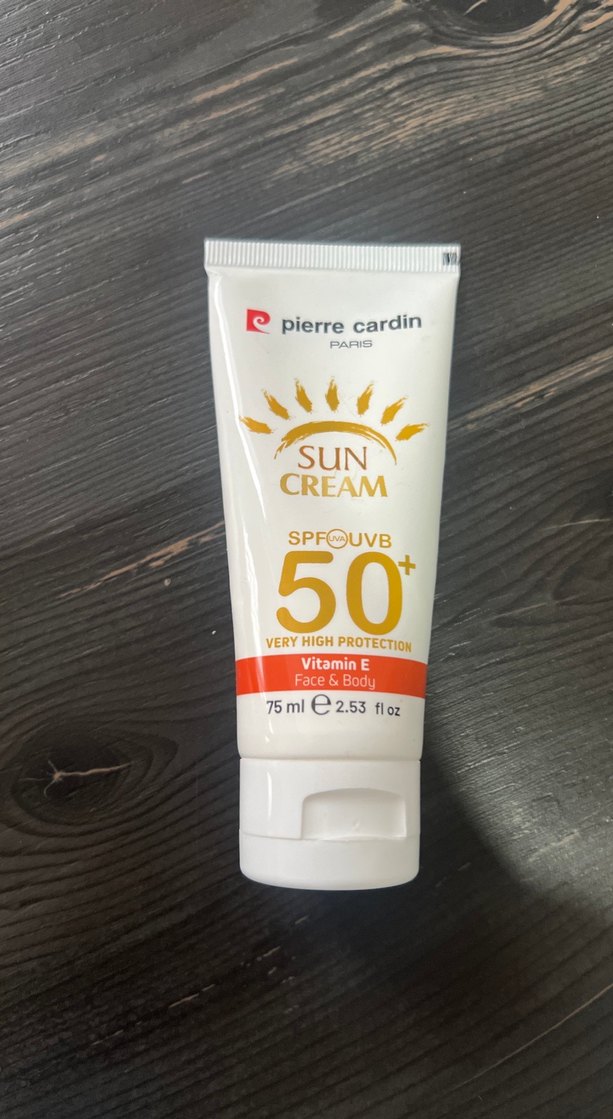 pierre cardin
PARIS
SUN
CREAM
SPF UVA UVB
50+
VERY HIGH PROTECTION
Vitamin E
Face & Body
75 ml ℮ 2.53 fl oz